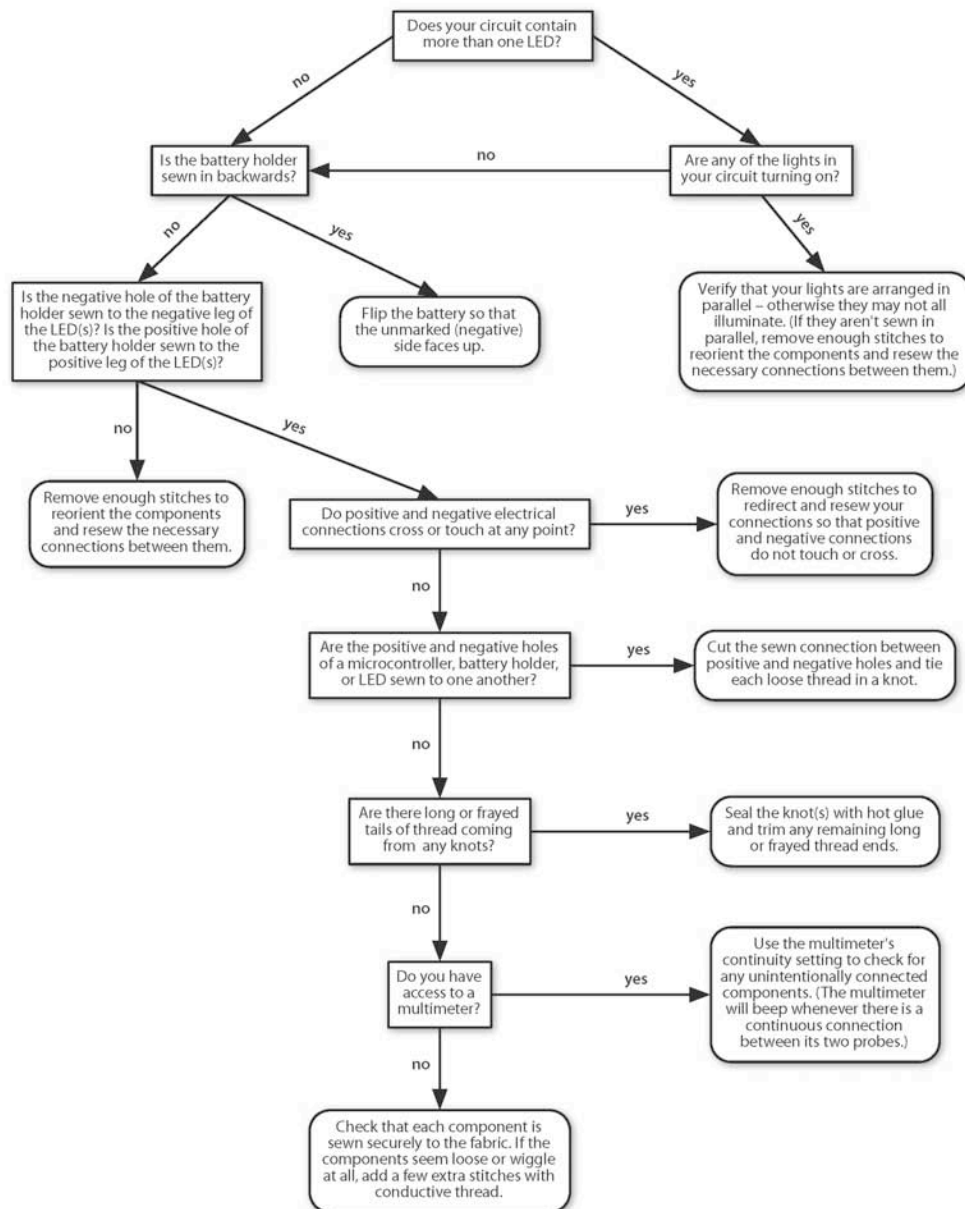 Does your circuit contain
more than one LED?
no
yes
Is the battery holder
sewn in backwards?
no
Are any of the lights in
your circuit turning on?
no
yes
yes
Is the negative hole of the battery
holder sewn to the negative leg of
the LED(s)? Is the positive hole of
the battery holder sewn to the
positive leg of the LED(s)?
Flip the battery so that
the unmarked (negative)
side faces up.
Verify that your lights are arranged in
parallel – otherwise they may not all
illuminate. (If they aren't sewn in
parallel, remove enough stitches to
reorient the components and resew the
necessary connections between them.)
no
yes
Remove enough stitches to
reorient the components
and resew the necessary
connections between them.
Do positive and negative electrical
connections cross or touch at any point?
yes
Remove enough stitches to
redirect and resew your
connections so that positive
and negative connections
do not touch or cross.
no
Are the positive and negative holes
of a microcontroller, battery holder,
or LED sewn to one another?
yes
Cut the sewn connection between
positive and negative holes and tie
each loose thread in a knot.
no
Are there long or frayed
tails of thread coming
from any knots?
yes
Seal the knot(s) with hot glue
and trim any remaining long
or frayed thread ends.
no
Do you have
access to a
multimeter?
yes
Use the multimeter's
continuity setting to check for
any unintentionally connected
components. (The multimeter
will beep whenever there is a
continuous connection
between its two probes.)
no
Check that each component is
sewn securely to the fabric. If the
components seem loose or wiggle
at all, add a few extra stitches with
conductive thread.